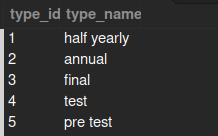 type_id type_name
1 half yearly
2 annual
3 final
4 test
5 pre test